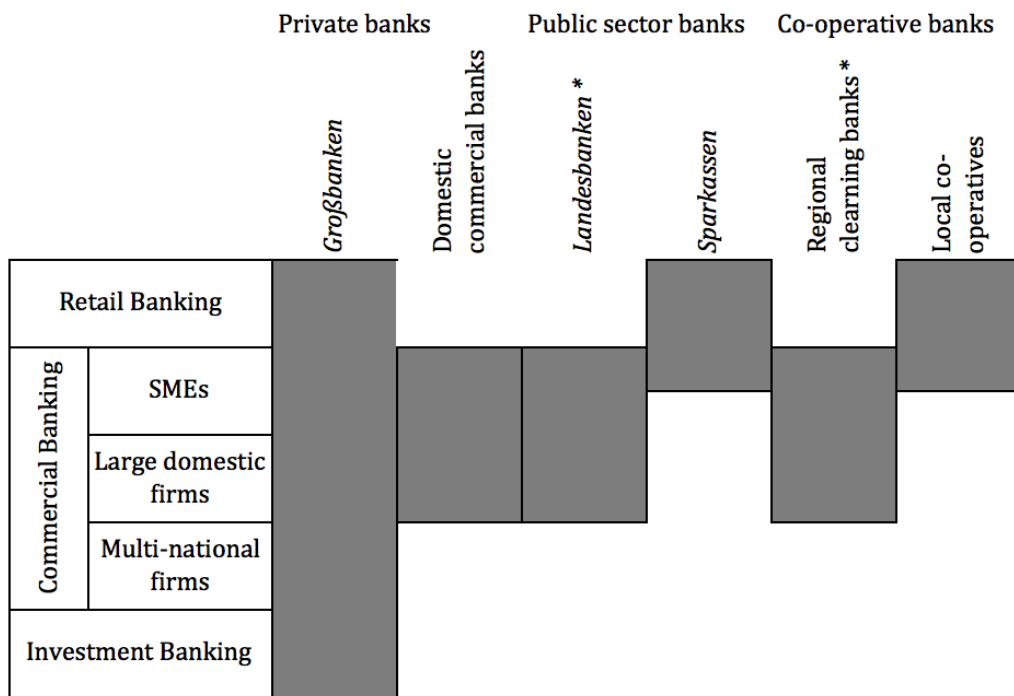 Private banks
Public sector banks
Co-operative banks
Großbanken
Domestic
commercial banks
Landesbanken *
Sparkassen
Regional
clearning banks *
Local co-
operatives
Retail Banking
Commercial Banking
SMEs
Large domestic
firms
Multi-national
firms
Investment Banking